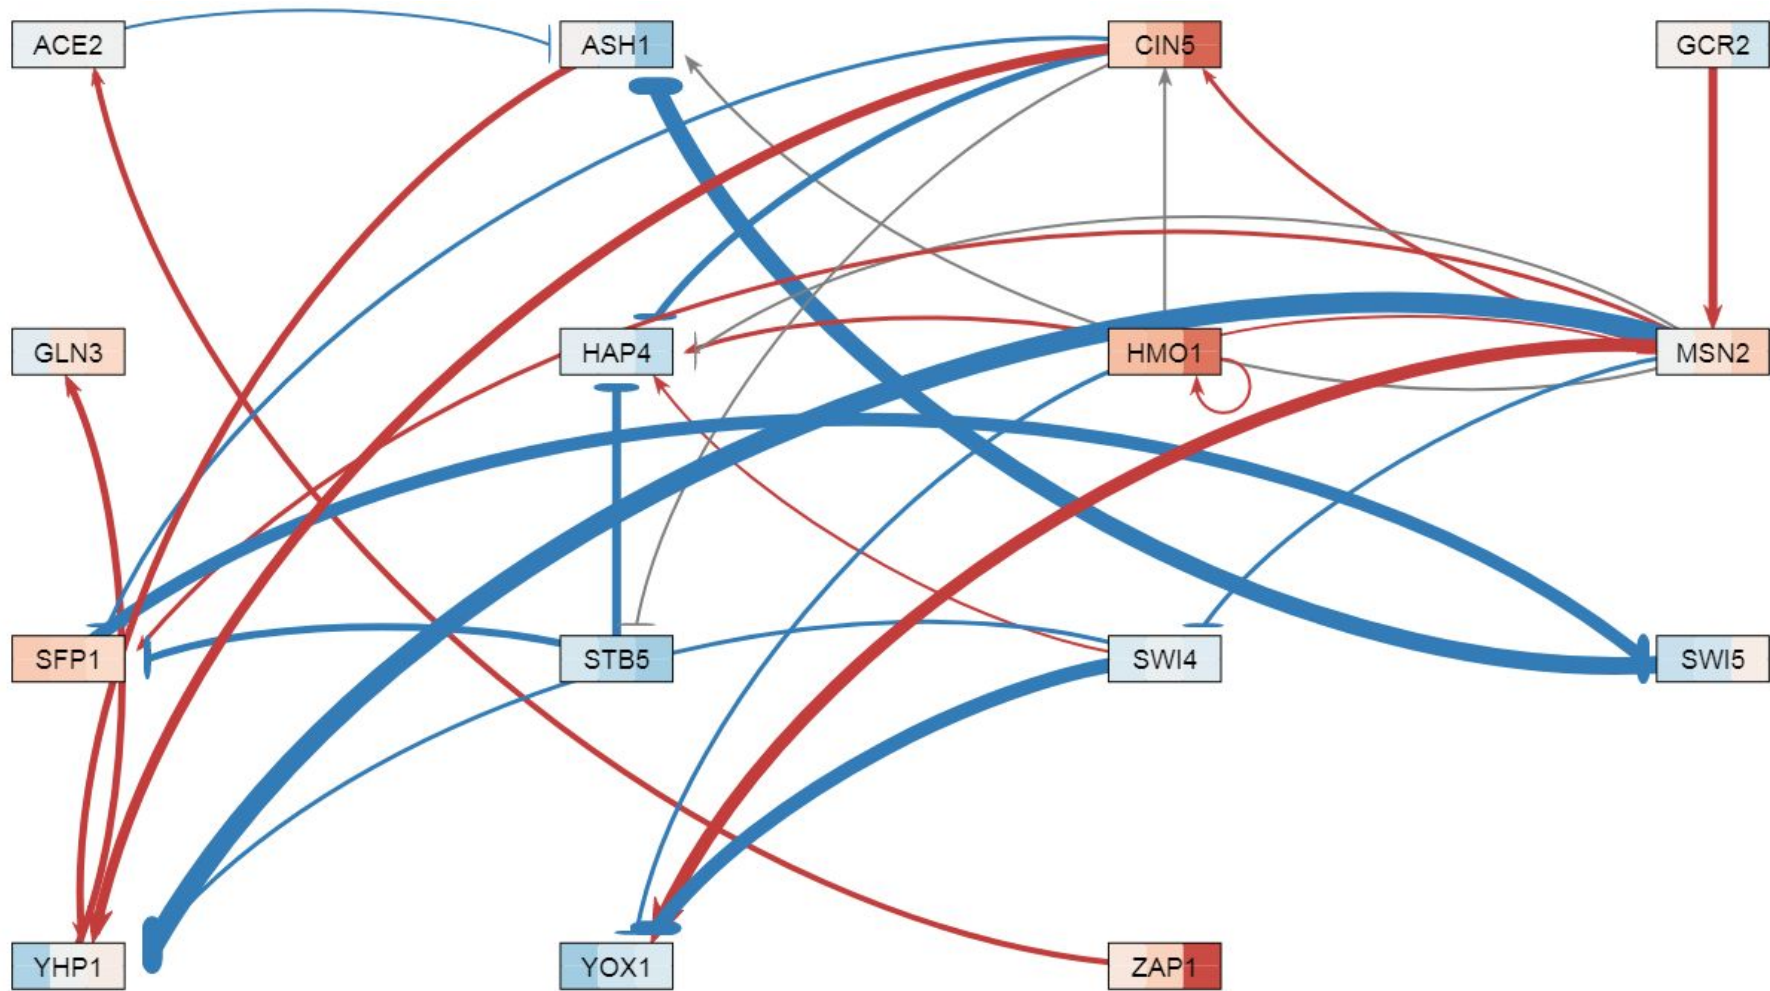 ACE2
ASH1
CIN5
GCR2
GLN3
HAP4
HMO1
MSN2
SFP1
STB5
SWI4
SWI5
YHP1
YOX1
ZAP1